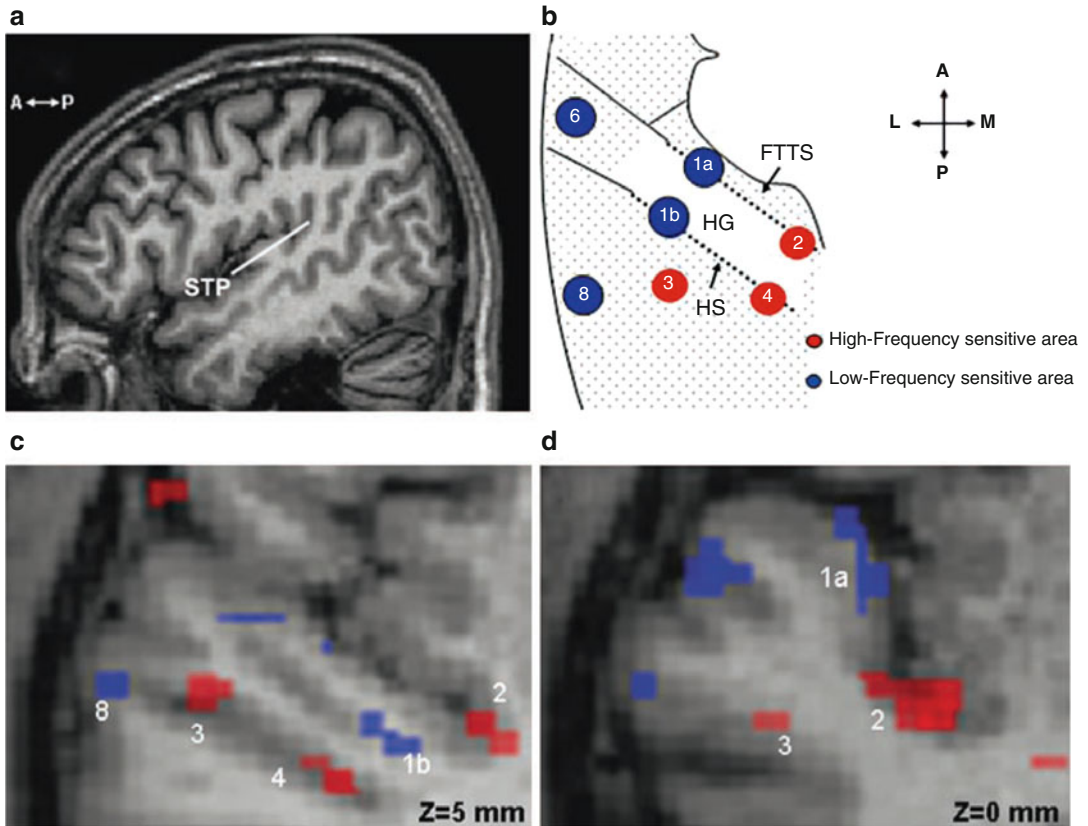 a
A P
STP
b
6
1a
FTTS
1b
HG
2
8
3
HS
4
A
L M
P
High-Frequency sensitive area
Low-Frequency sensitive area
c
8
3
4
1b
2
Z=5 mm
d
1a
2
3
Z=0 mm